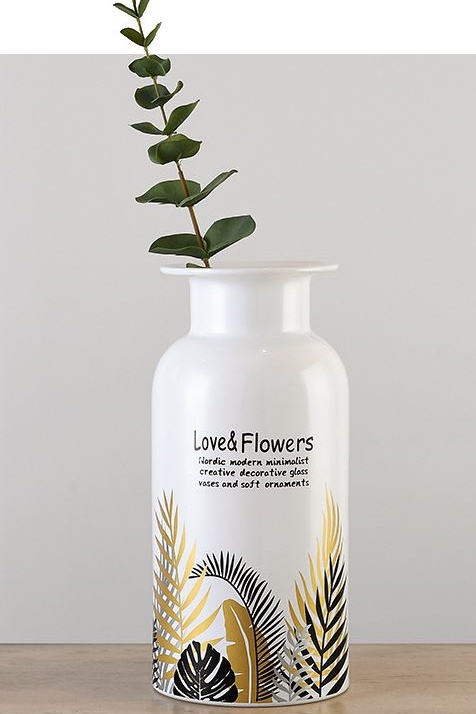 Love&Flowers
Nordic modern minimalist
creative decorative glass
vases and soft ornaments